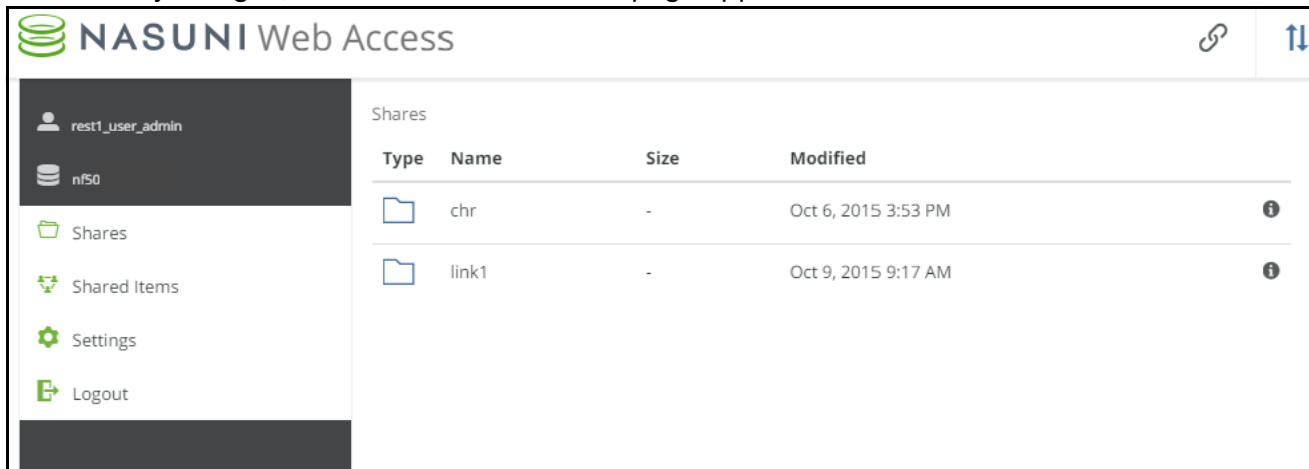 NASUNI Web Access
rest1_user_admin
nf50
Shares
Shared Items
Settings
Logout
Shares
Type Name Size Modified
chr - Oct 6, 2015 3:53 PM
link1 - Oct 9, 2015 9:17 AM